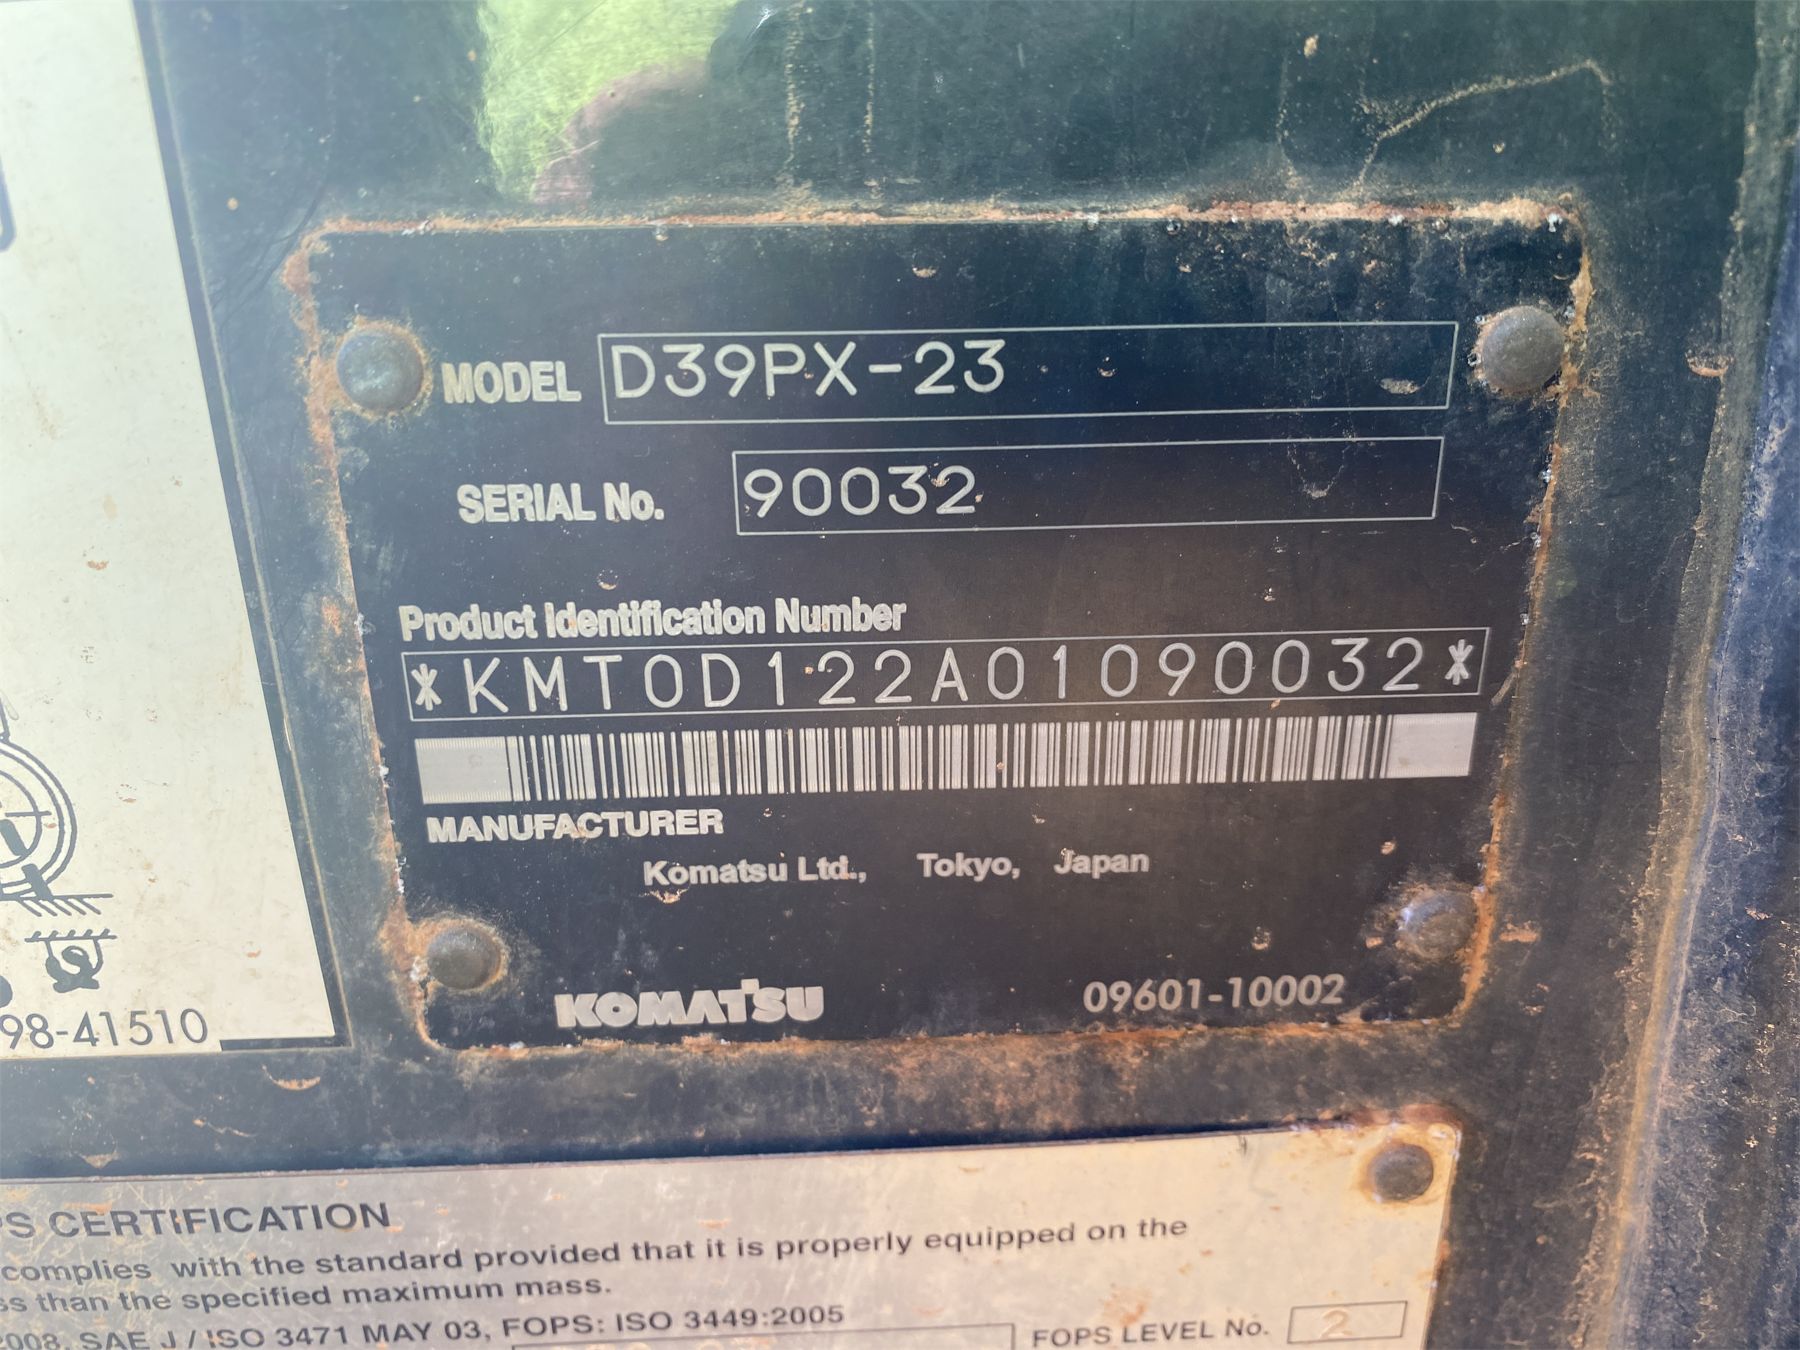 MODEL D39PX-23
SERIAL No. 90032
Product Identification Number
*KMT0D122A01090032*
MANUFACTURER
Komatsu Ltd., Tokyo, Japan
KOMATSU 09601-10002
98-41510
PS CERTIFICATION
complies with the standard provided that it is properly equipped on the
ss than the specified maximum mass.
2008, SAE J / ISO 3471 MAY 03, FOPS: ISO 3449:2005
FOPS LEVEL No. 2